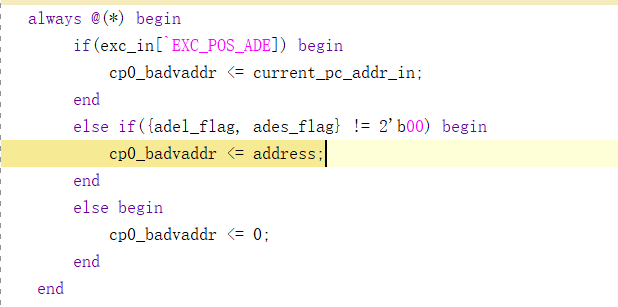 always @(*) begin
if(exc_in[`EXC_POS_ADE]) begin
cp0_badvaddr <= current_pc_addr_in;
end
else if({adel_flag, ades_flag} != 2'b00) begin
cp0_badvaddr <= address;
end
else begin
cp0_badvaddr <= 0;
end
end